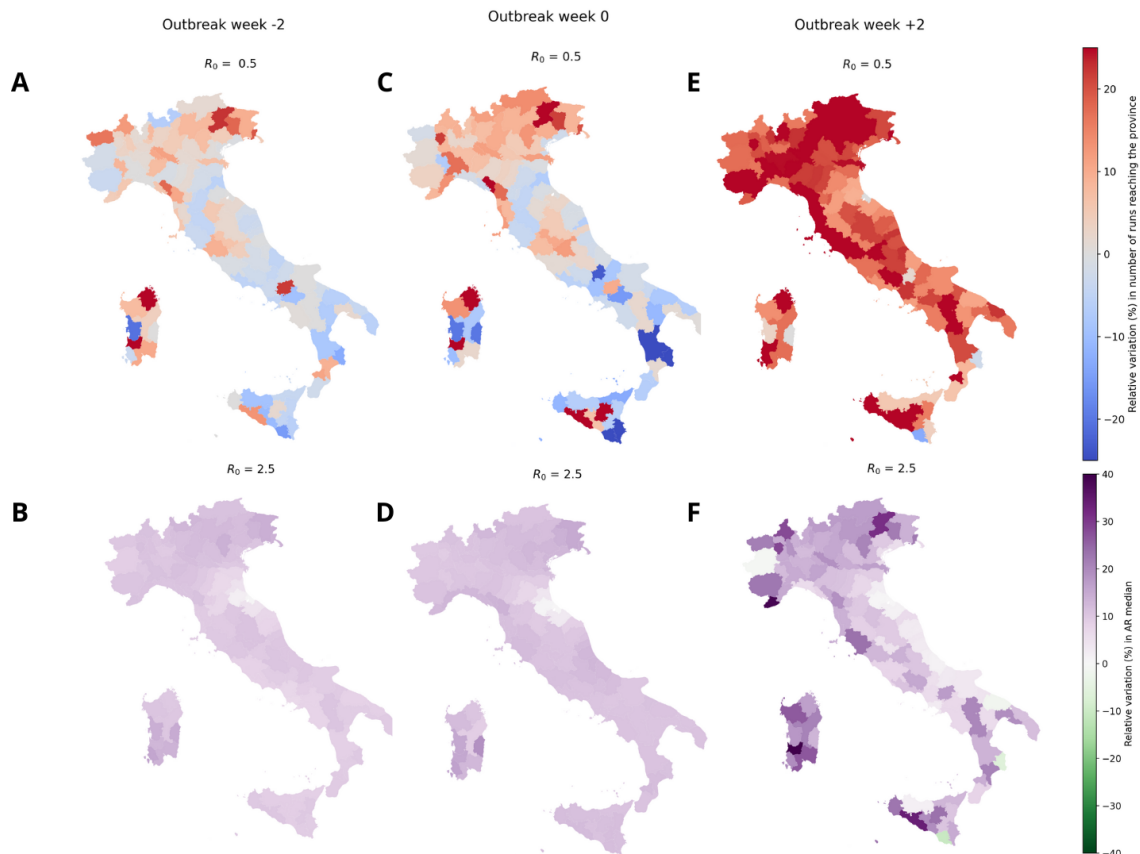 Outbreak week -2
Outbreak week 0
Outbreak week +2
R₀ = 0.5
R₀ = 0.5
R₀ = 0.5
A
C
E
20
10
0
−10
−20
Relative variation (%) in number of runs reaching the province
R₀ = 2.5
R₀ = 2.5
R₀ = 2.5
B
D
F
40
30
20
10
0
−10
−20
−30
−40
Relative variation (%) in AR median